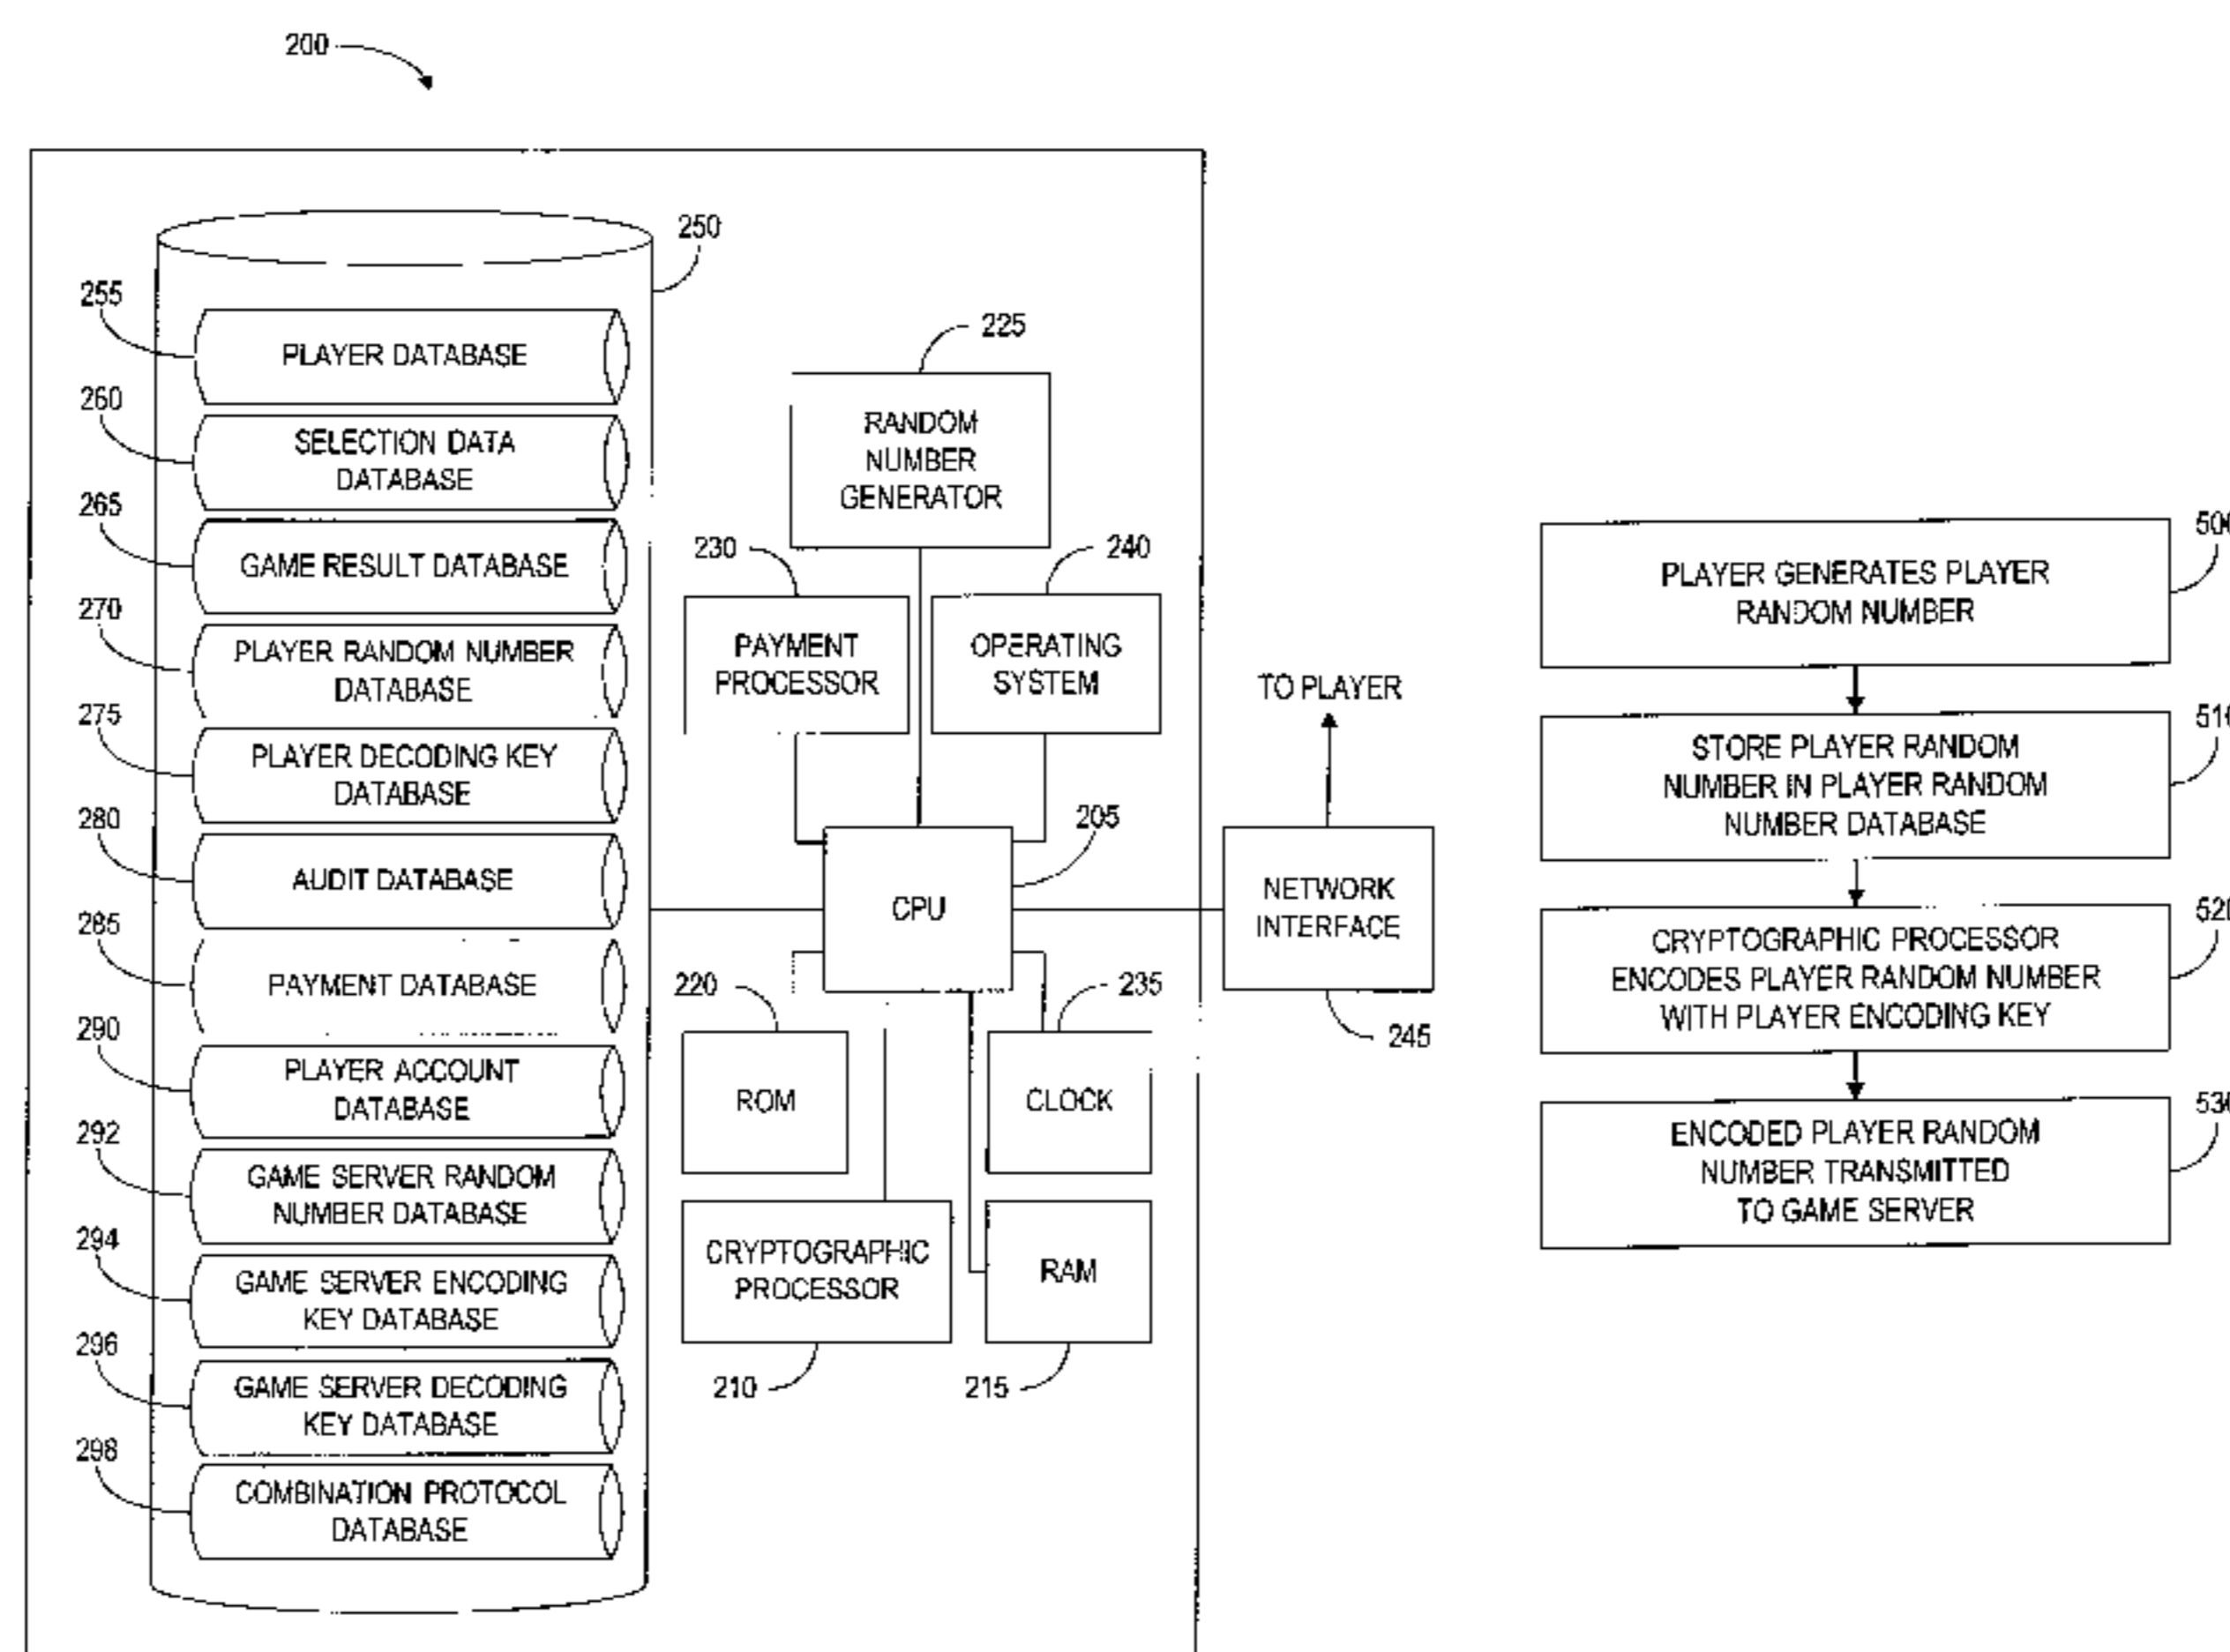 200
250
255
PLAYER DATABASE
260
SELECTION DATA
DATABASE
265
GAME RESULT DATABASE
270
PLAYER RANDOM NUMBER
DATABASE
275
PLAYER DECODING KEY
DATABASE
280
AUDIT DATABASE
285
PAYMENT DATABASE
290
PLAYER ACCOUNT
DATABASE
292
GAME SERVER RANDOM
NUMBER DATABASE
294
GAME SERVER ENCODING
KEY DATABASE
296
GAME SERVER DECODING
KEY DATABASE
298
COMBINATION PROTOCOL
DATABASE
225
RANDOM
NUMBER
GENERATOR
230
PAYMENT
PROCESSOR
240
OPERATING
SYSTEM
205
CPU
220
ROM
235
CLOCK
CRYPTOGRAPHIC
PROCESSOR
210
RAM
215
TO PLAYER
NETWORK
INTERFACE
245
PLAYER GENERATES PLAYER
RANDOM NUMBER
STORE PLAYER RANDOM
NUMBER IN PLAYER RANDOM
NUMBER DATABASE
CRYPTOGRAPHIC PROCESSOR
ENCODES PLAYER RANDOM NUMBER
WITH PLAYER ENCODING KEY
ENCODED PLAYER RANDOM
NUMBER TRANSMITTED
TO GAME SERVER